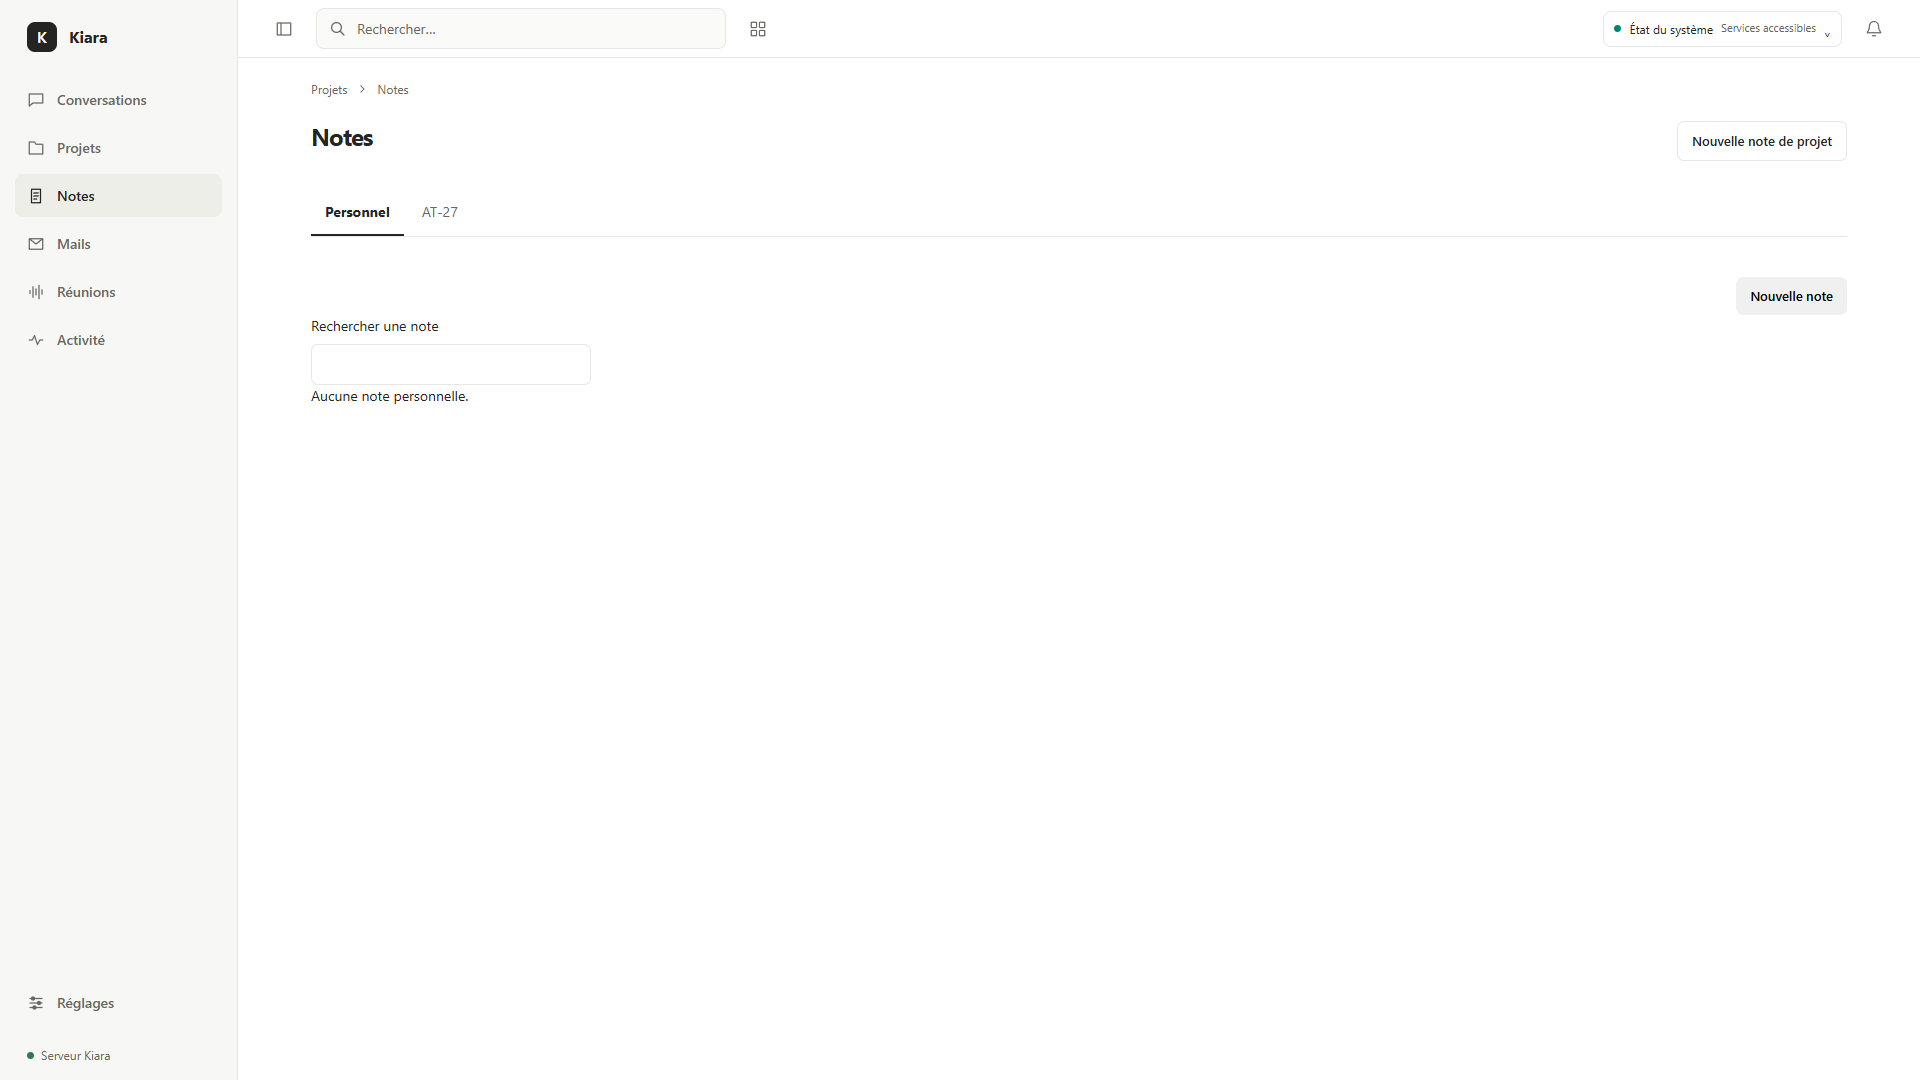 K Kiara
Conversations
Projets
Notes
Mails
Réunions
Activité
Réglages
Serveur Kiara
Rechercher...
État du système Services accessibles
Projets > Notes
Notes
Nouvelle note de projet
Personnel AT-27
Nouvelle note
Rechercher une note
Aucune note personnelle.